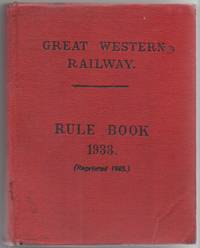 GREAT WESTERN
RAILWAY.
RULE BOOK
1933.
(Reprinted 1945.)